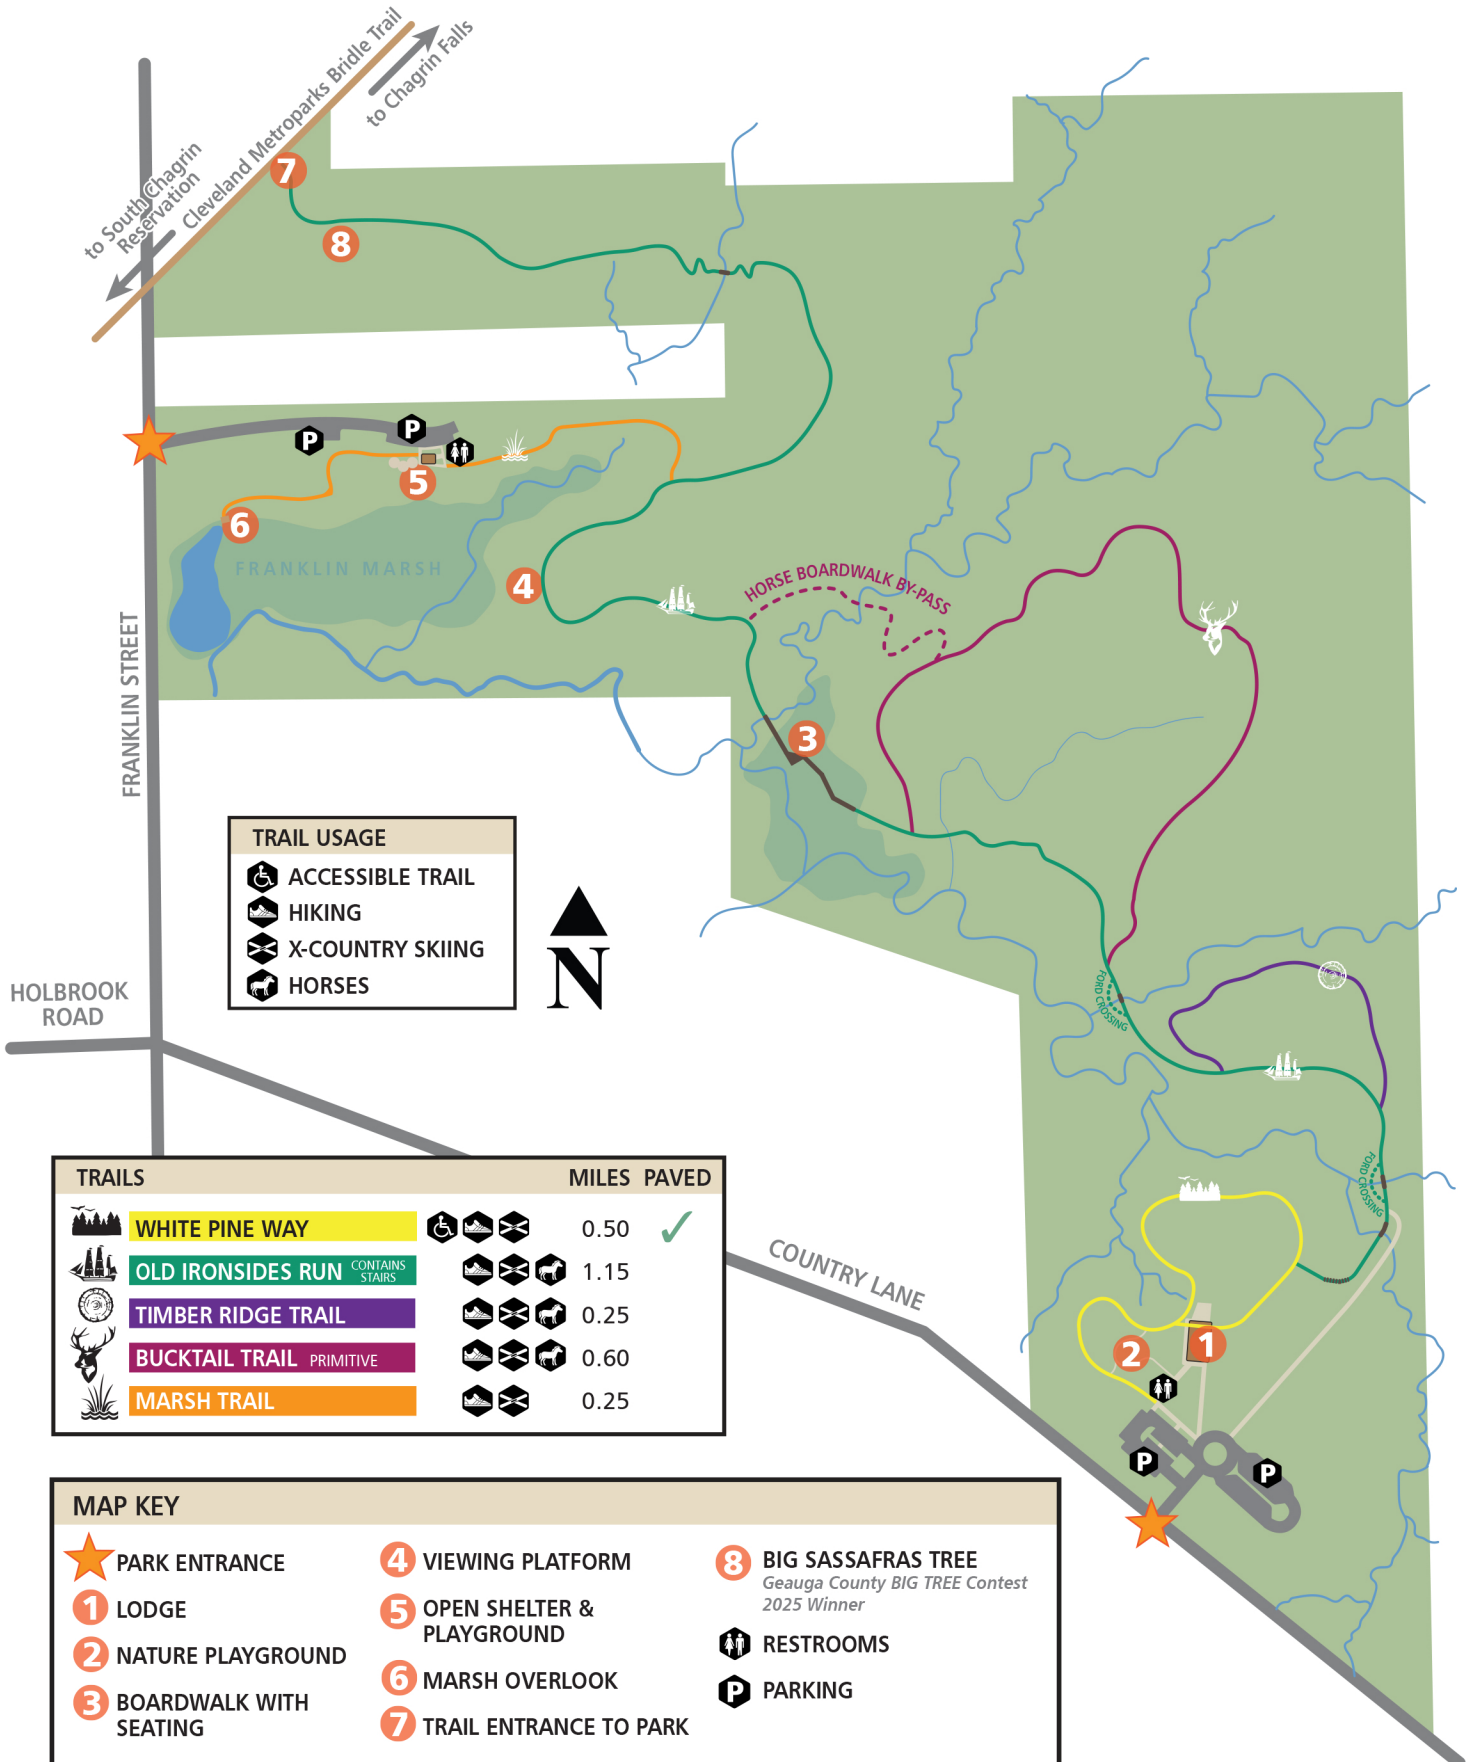 Cleveland Metroparks Bridle Trail
to Chagrin Falls
to South Chagrin
Reservation
7
8
P
P
5
6
FRANKLIN MARSH
4
HORSE BOARDWALK BY-PASS
3
FRANKLIN STREET
TRAIL USAGE
ACCESSIBLE TRAIL
HIKING
X-COUNTRY SKIING
HORSES
N
HOLBROOK
ROAD
FORD CROSSING
FORD CROSSING
COUNTRY LANE
1
2
P
P
TRAILS MILES PAVED
WHITE PINE WAY 0.50 ✓
OLD IRONSIDES RUN CONTAINS STAIRS 1.15
TIMBER RIDGE TRAIL 0.25
BUCKTAIL TRAIL PRIMITIVE 0.60
MARSH TRAIL 0.25
MAP KEY
PARK ENTRANCE
1 LODGE
2 NATURE PLAYGROUND
3 BOARDWALK WITH
SEATING
4 VIEWING PLATFORM
5 OPEN SHELTER &
PLAYGROUND
6 MARSH OVERLOOK
7 TRAIL ENTRANCE TO PARK
8 BIG SASSAFRAS TREE
Geauga County BIG TREE Contest
2025 Winner
RESTROOMS
P PARKING